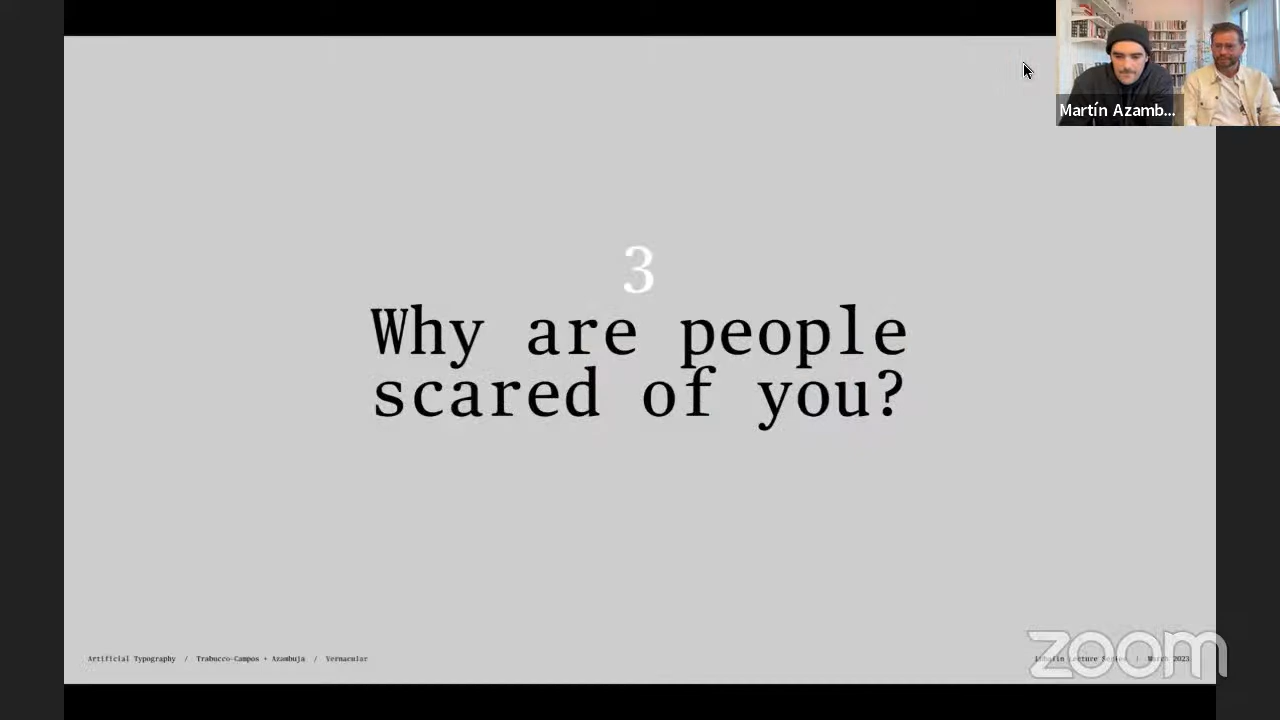 Martín Azamb...
3
Why are people
scared of you?
Artificial Typography / Trabucco-Campos + Azambuja / Vernacular
Lubalin Lecture Series | March 2023
zoom